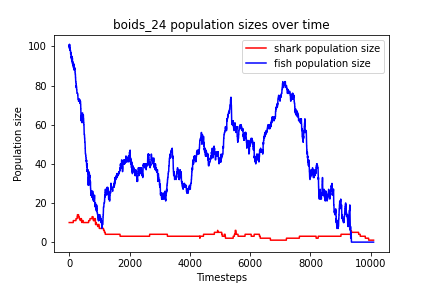 boids_24 population sizes over time
shark population size
fish population size
Population size
100
80
60
40
20
0
0
2000
4000
6000
8000
10000
Timesteps